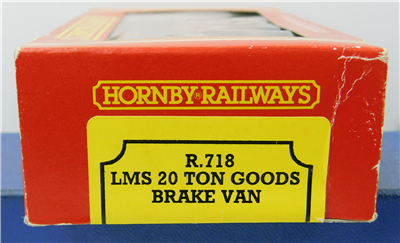 HORNBY® RAILWAYS
R.718
LMS 20 TON GOODS
BRAKE VAN